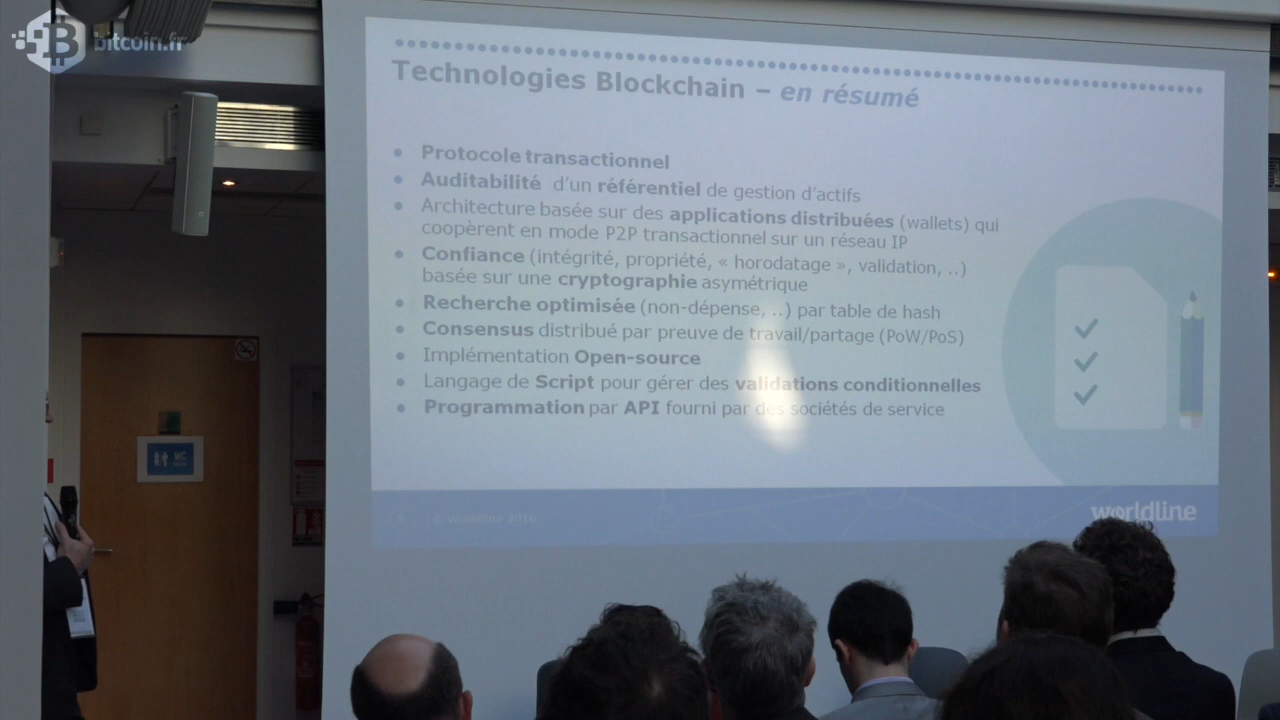 bitcoin.fr
Technologies Blockchain – en résumé
• Protocole transactionnel
• Auditabilité d’un référentiel de gestion d’actifs
• Architecture basée sur des applications distribuées (wallets) qui
coopèrent en mode P2P transactionnel sur un réseau IP
• Confiance (intégrité, propriété, « horodatage », validation, ..)
basée sur une cryptographie asymétrique
• Recherche optimisée (non-dépense, ..) par table de hash
• Consensus distribué par preuve de travail/partage (PoW/PoS)
• Implémentation Open-source
• Langage de Script pour gérer des validations conditionnelles
• Programmation par API fourni par des sociétés de service
© Worldline 2016
worldline
WC